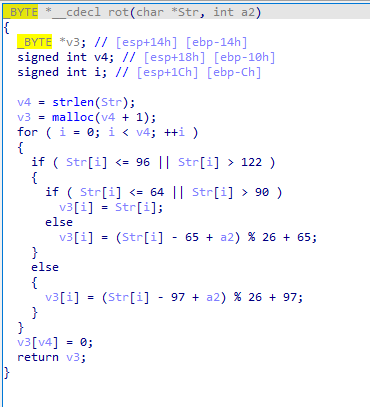 _BYTE *__cdecl rot(char *Str, int a2)
{
  _BYTE *v3; // [esp+14h] [ebp-14h]
  signed int v4; // [esp+18h] [ebp-10h]
  signed int i; // [esp+1Ch] [ebp-Ch]

  v4 = strlen(Str);
  v3 = malloc(v4 + 1);
  for ( i = 0; i < v4; ++i )
  {
    if ( Str[i] <= 96 || Str[i] > 122 )
    {
      if ( Str[i] <= 64 || Str[i] > 90 )
        v3[i] = Str[i];
      else
        v3[i] = (Str[i] - 65 + a2) % 26 + 65;
    }
    else
    {
      v3[i] = (Str[i] - 97 + a2) % 26 + 97;
    }
  }
  v3[v4] = 0;
  return v3;
}